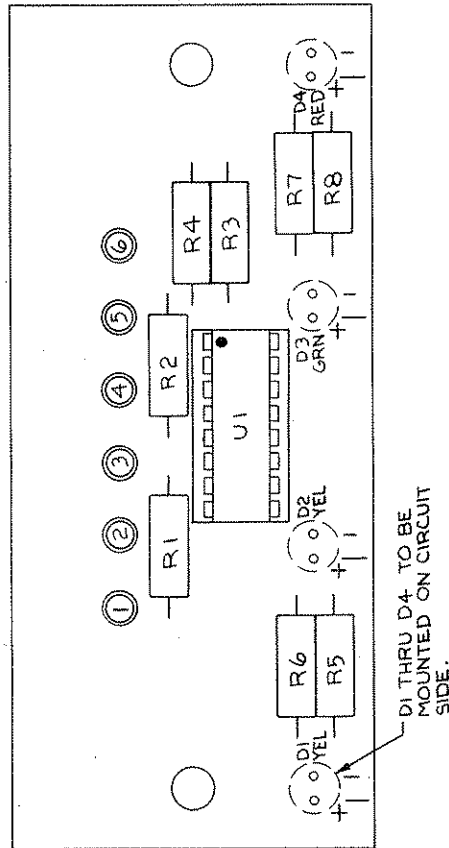 1
2
3
4
5
6
R1
R2
R4
R3
U1
R6
R5
R7
R8
D1
YEL
+ -
D2
YEL
+ -
D3
GRN
+ -
D4
RED
+ -
D1 THRU D4 TO BE
MOUNTED ON CIRCUIT
SIDE.